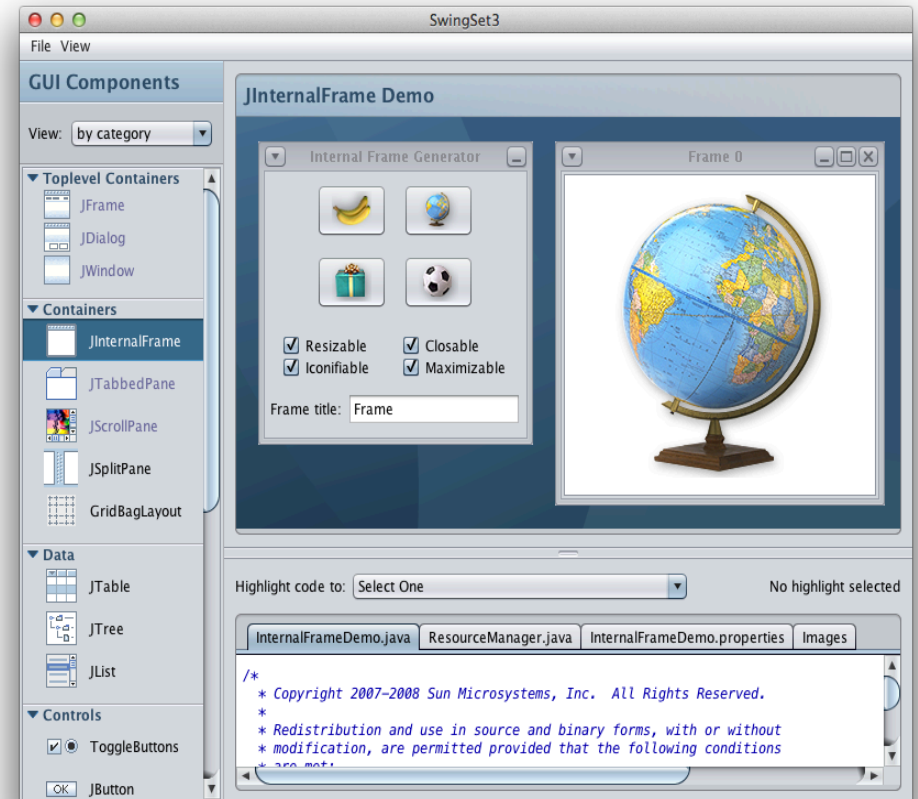 SwingSet3
File View
GUI Components
View: by category
Toplevel Containers
JFrame
JDialog
JWindow
Containers
JInternalFrame
JTabbedPane
JScrollPane
JSplitPane
GridBagLayout
Data
JTable
JTree
JList
Controls
ToggleButtons
OK JButton
JInternalFrame Demo
Internal Frame Generator
Resizable Closable
Iconifiable Maximizable
Frame title: Frame
Frame 0
Highlight code to: Select One No highlight selected
InternalFrameDemo.java ResourceManager.java InternalFrameDemo.properties Images
/*
* Copyright 2007-2008 Sun Microsystems, Inc.  All Rights Reserved.
*
* Redistribution and use in source and binary forms, with or without
* modification, are permitted provided that the following conditions
* are met: